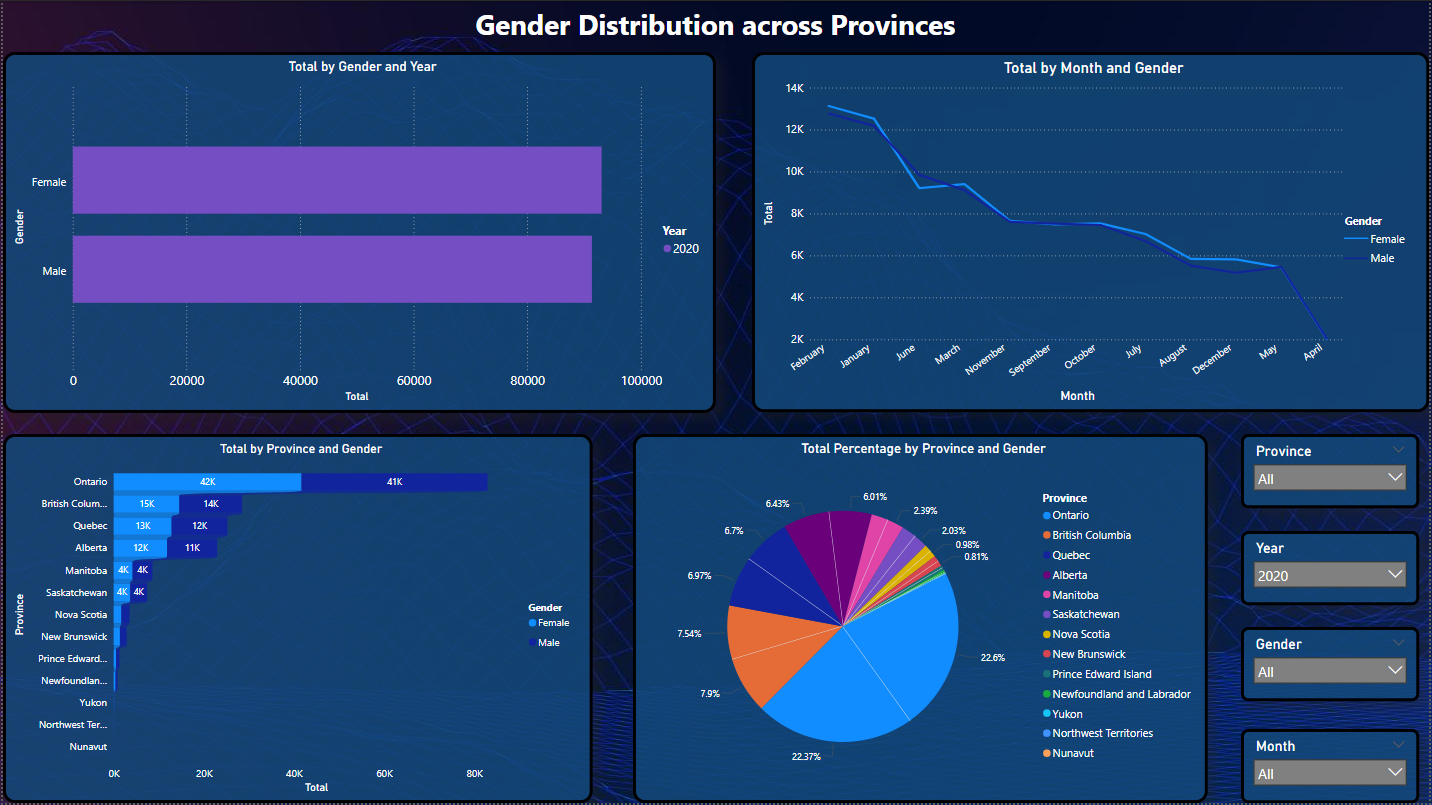 Gender Distribution across Provinces
Total by Gender and Year
Gender
Female
Male
0
20000
40000
60000
80000
100000
Total
Year
2020
Total by Month and Gender
Total
14K
12K
10K
8K
6K
4K
2K
February
January
June
March
November
September
October
July
August
December
May
April
Month
Gender
Female
Male
Total by Province and Gender
Province
Ontario
42K
41K
British Colum...
15K
14K
Quebec
13K
12K
Alberta
12K
11K
Manitoba
4K
4K
Saskatchewan
4K
4K
Nova Scotia
New Brunswick
Prince Edward...
Newfoundlan...
Yukon
Northwest Ter...
Nunavut
0K
20K
40K
60K
80K
Total
Gender
Female
Male
Total Percentage by Province and Gender
6.01%
6.43%
2.39%
6.7%
2.03%
0.98%
0.81%
6.97%
7.54%
22.6%
7.9%
22.37%
Province
Ontario
British Columbia
Quebec
Alberta
Manitoba
Saskatchewan
Nova Scotia
New Brunswick
Prince Edward Island
Newfoundland and Labrador
Yukon
Northwest Territories
Nunavut
Province
All
Year
2020
Gender
All
Month
All